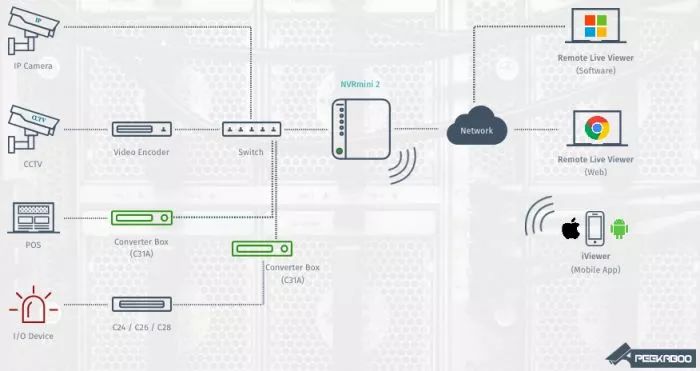 IP
IP Camera
NVRmini 2
Remote Live Viewer
(Software)
CCTV
CCTV
Video Encoder
Switch
Network
Remote Live Viewer
(Web)
POS
POS
Converter Box
(C31A)
Converter Box
(C31A)
iViewer
(Mobile App)
I/O Device
C24 / C26 / C28
PEEKABOO